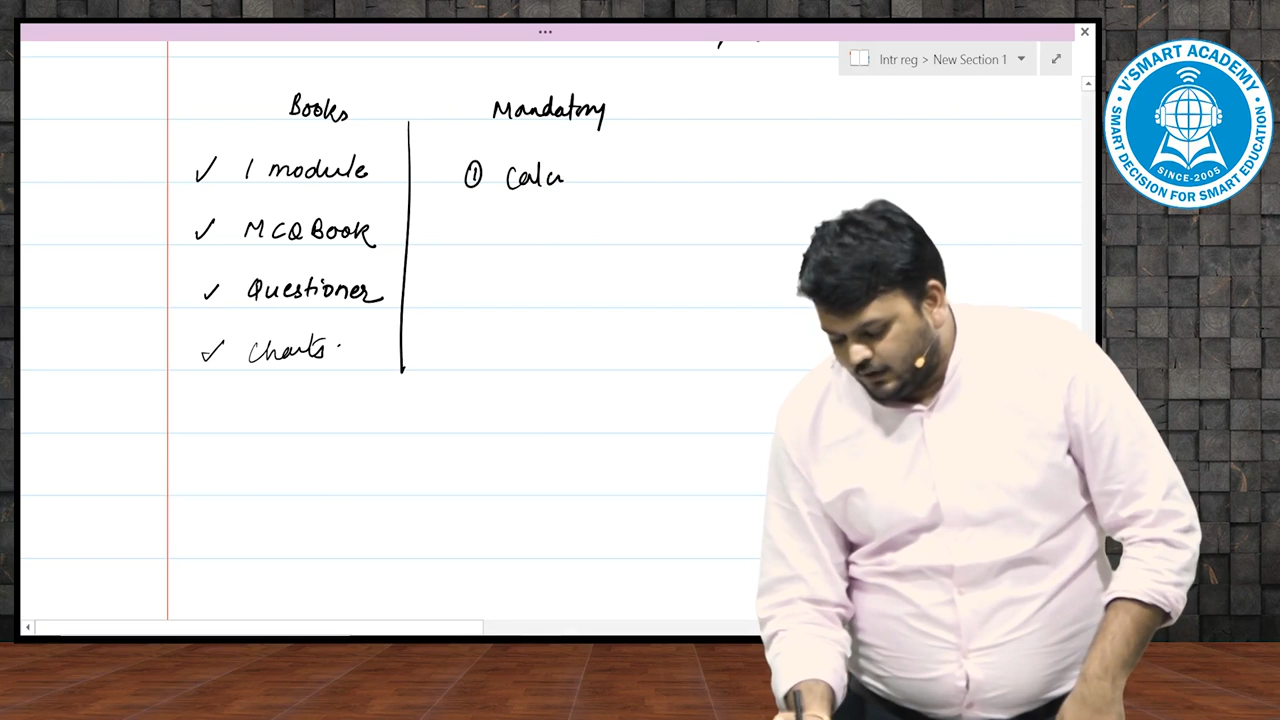 Intr reg > New Section 1
Books
Mandatory
✓ 1 module
① Calu
✓ MCQ Book
✓ Questioner
✓ Charts
V'SMART ACADEMY
SINCE-2005
SMART DECISION FOR SMART EDUCATION